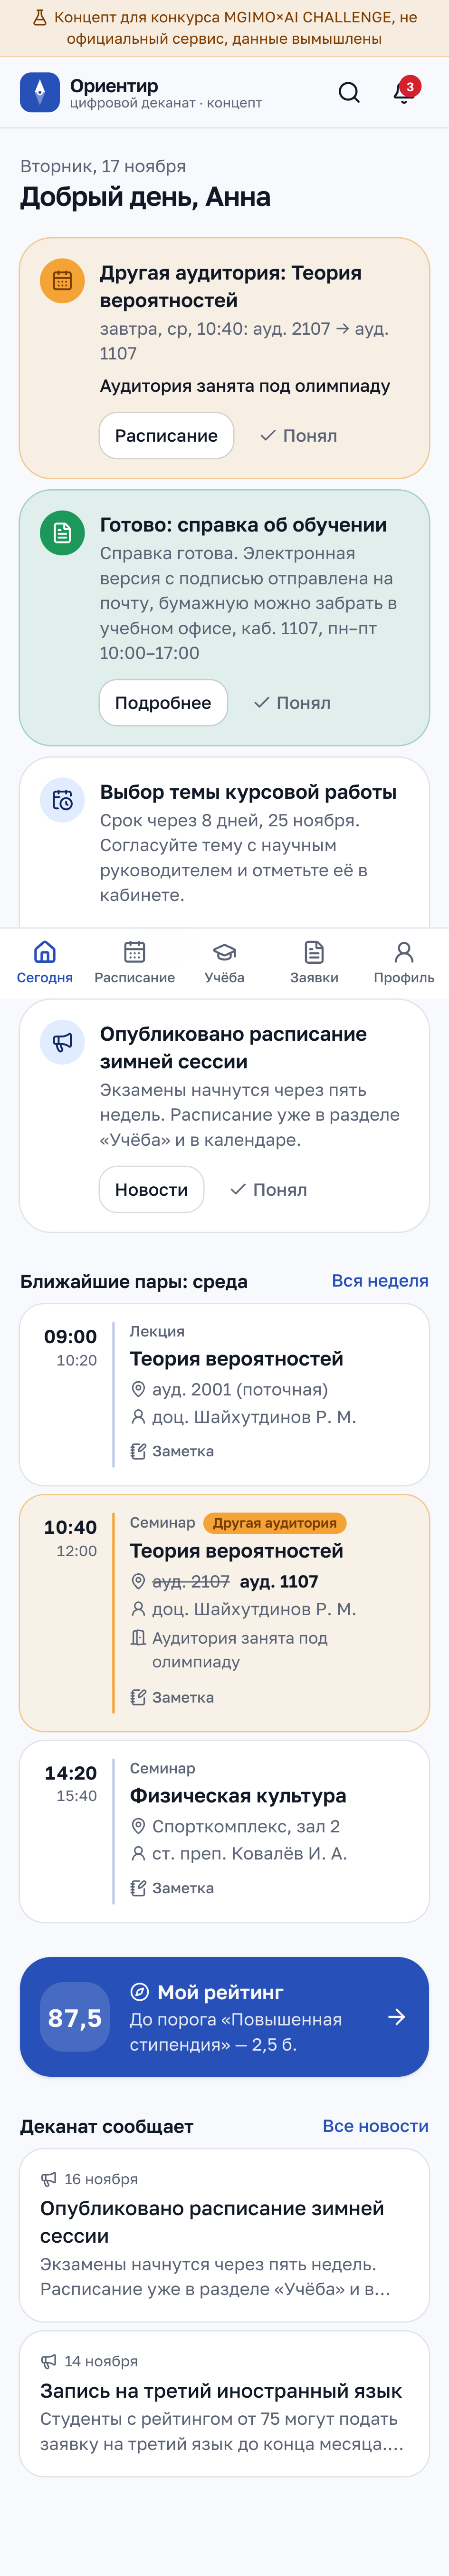 Концепт для конкурса MGIMO×AI CHALLENGE, не
официальный сервис, данные вымышлены
Ориентир
цифровой деканат · концепт
3
Вторник, 17 ноября
Добрый день, Анна
Другая аудитория: Теория
вероятностей
завтра, ср, 10:40: ауд. 2107 → ауд.
1107
Аудитория занята под олимпиаду
Расписание
Понял
Готово: справка об обучении
Справка готова. Электронная
версия с подписью отправлена на
почту, бумажную можно забрать в
учебном офисе, каб. 1107, пн–пт
10:00–17:00
Подробнее
Понял
Выбор темы курсовой работы
Срок через 8 дней, 25 ноября.
Согласуйте тему с научным
руководителем и отметьте её в
кабинете.
Сегодня
Расписание
Учёба
Заявки
Профиль
Опубликовано расписание
зимней сессии
Экзамены начнутся через пять
недель. Расписание уже в разделе
«Учёба» и в календаре.
Новости
Понял
Ближайшие пары: среда
Вся неделя
09:00
10:20
Лекция
Теория вероятностей
ауд. 2001 (поточная)
доц. Шайхутдинов Р. М.
Заметка
10:40
12:00
Семинар
Другая аудитория
Теория вероятностей
ауд. 2107 ауд. 1107
доц. Шайхутдинов Р. М.
Аудитория занята под
олимпиаду
Заметка
14:20
15:40
Семинар
Физическая культура
Спорткомплекс, зал 2
ст. преп. Ковалёв И. А.
Заметка
87,5
Мой рейтинг
До порога «Повышенная
стипендия» — 2,5 б.
Деканат сообщает
Все новости
16 ноября
Опубликовано расписание зимней
сессии
Экзамены начнутся через пять недель.
Расписание уже в разделе «Учёба» и в…
14 ноября
Запись на третий иностранный язык
Студенты с рейтингом от 75 могут подать
заявку на третий язык до конца месяца.…